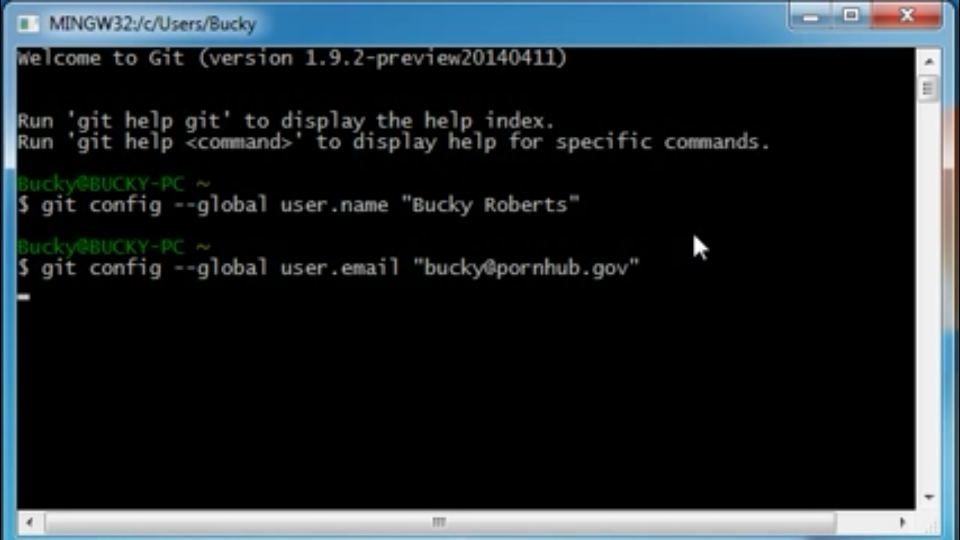 MINGW32:/c/Users/Bucky
Welcome to Git (version 1.9.2-preview20140411)
Run 'git help git' to display the help index.
Run 'git help <command>' to display help for specific commands.
Bucky@BUCKY-PC ~
$ git config --global user.name "Bucky Roberts"
Bucky@BUCKY-PC ~
$ git config --global user.email "bucky@pornhub.gov"